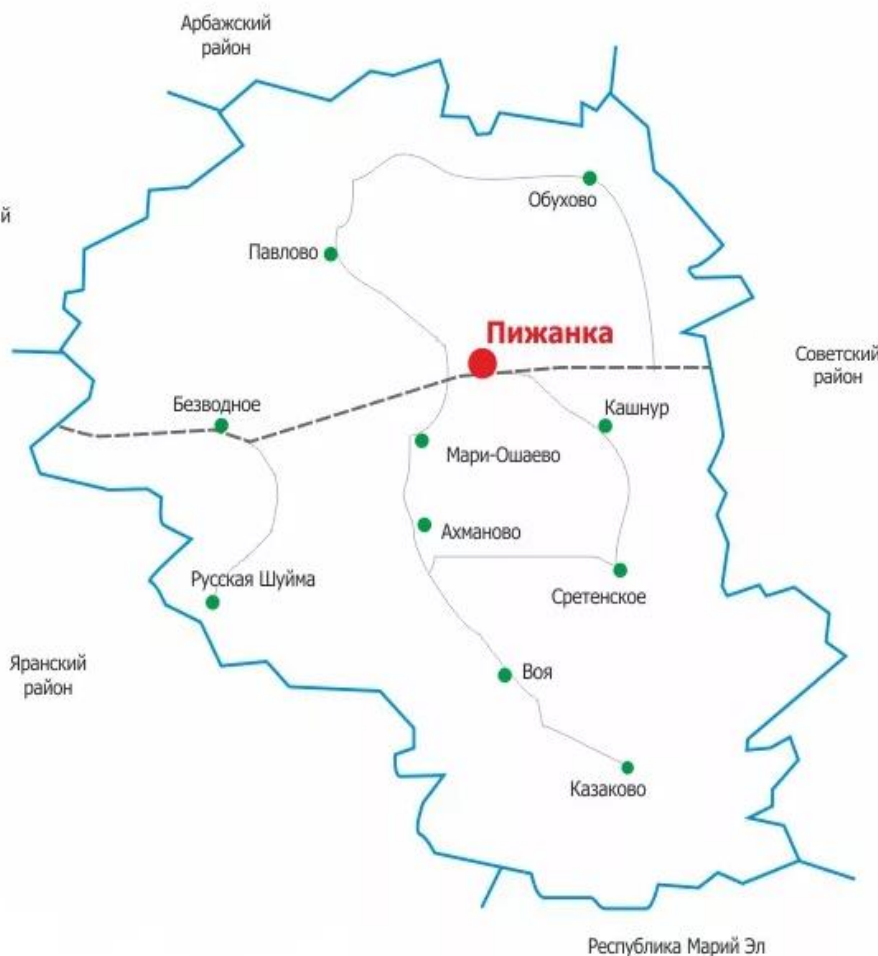 Арбажский
район
Обухово
й
Павлово
Пижанка
Советский
район
Безводное
Кашнур
Мари-Ошаево
Ахманово
Русская Шуйма
Сретенское
Яранский
район
Воя
Казаково
Республика Марий Эл